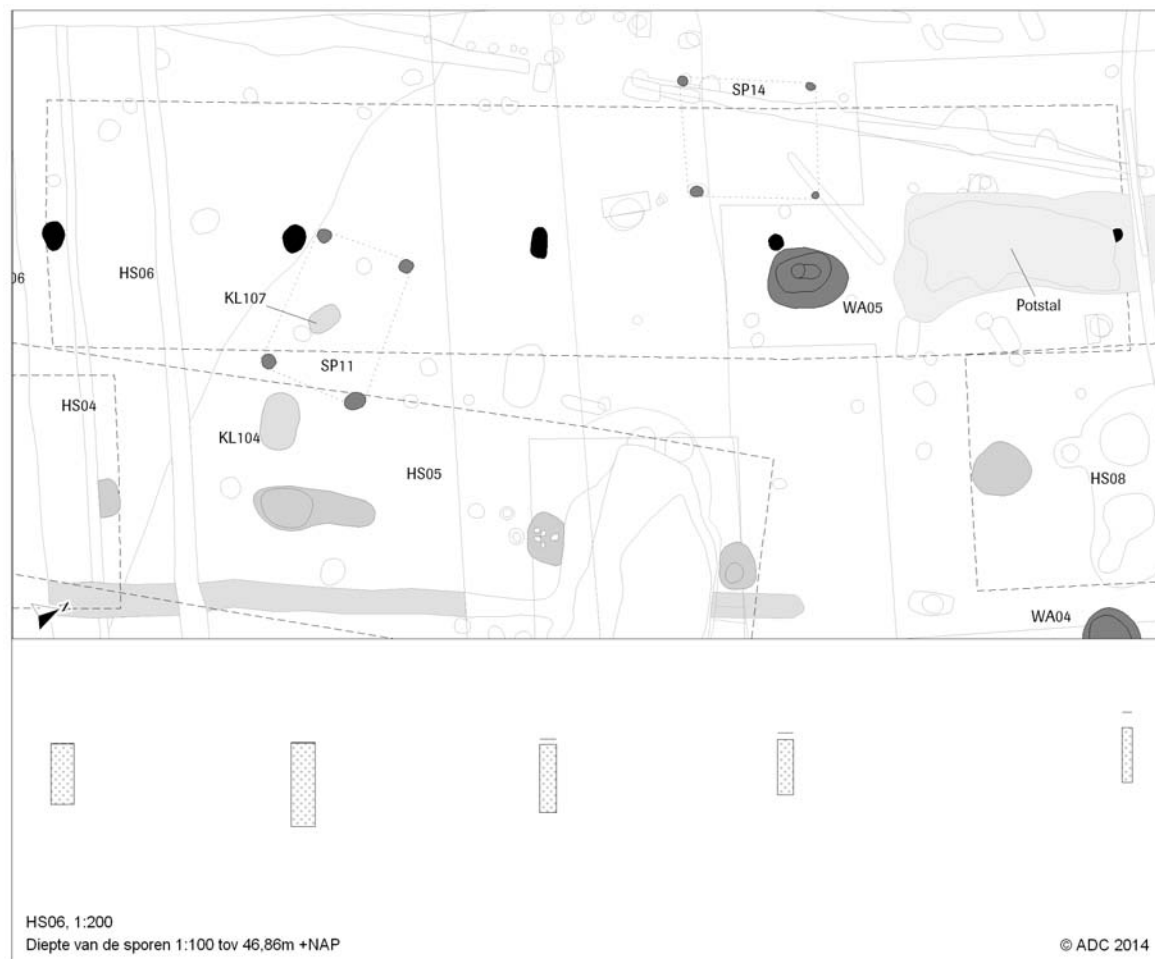 SP14
06
HS06
KL107
WA05
Potstal
SP11
HS04
KL104
HS05
HS08
WA04
HS06, 1:200
Diepte van de sporen 1:100 tov 46,86m +NAP
© ADC 2014